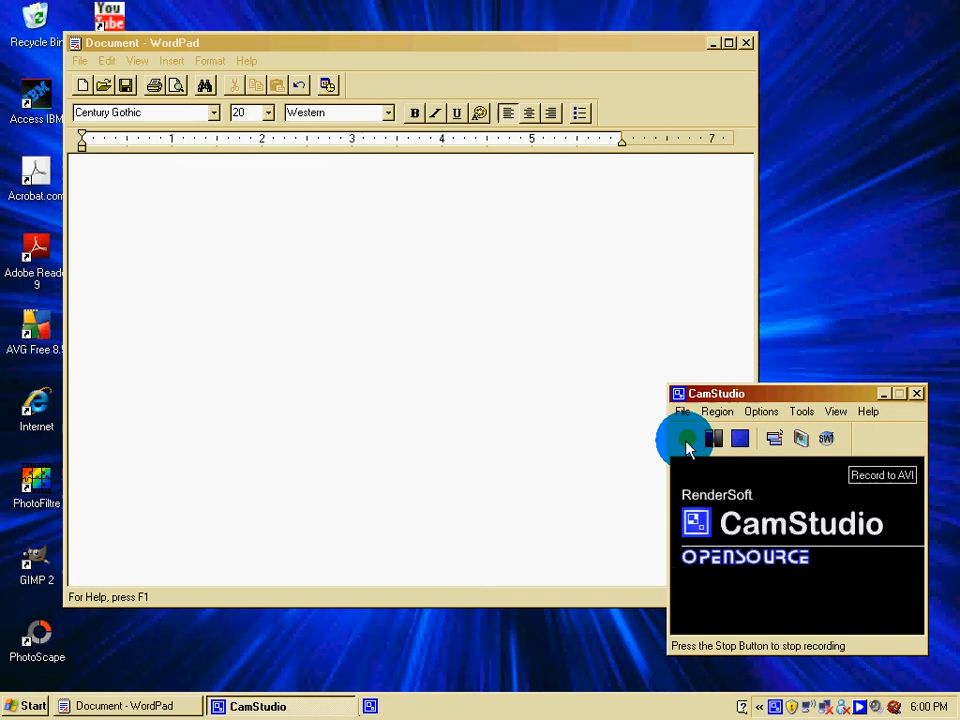 You
Tube
Recycle Bin
Access IBM
Acrobat.com
Adobe Reade
9
AVG Free 8.5
Internet
PhotoFiltre
GIMP 2
PhotoScape
Document - WordPad
File Edit View Insert Format Help
Century Gothic 20 Western B I U
1 2 3 4 5 7
For Help, press F1
CamStudio
File Region Options Tools View Help
SWF
Record to AVI
RenderSoft
CamStudio
OPENSOURCE
Press the Stop Button to stop recording
Start Document - WordPad CamStudio 6:00 PM